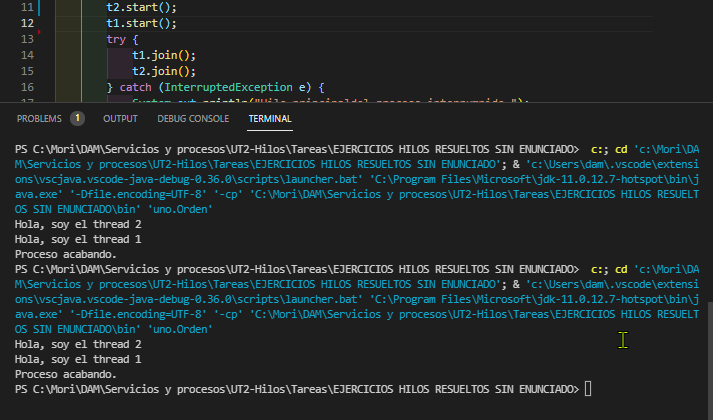 11 t2.start();
12 t1.start();
13 try {
14 t1.join();
15 t2.join();
16 } catch (InterruptedException e) {
17 System.out.println("Hilo principal del proceso interrumpido.");
PROBLEMS 1 OUTPUT DEBUG CONSOLE TERMINAL
PS C:\Mori\DAM\Servicios y procesos\UT2-Hilos\Tareas\EJERCICIOS HILOS RESUELTOS SIN ENUNCIADO> c:; cd 'c:\Mori\DA
M\Servicios y procesos\UT2-Hilos\Tareas\EJERCICIOS HILOS RESUELTOS SIN ENUNCIADO'; & 'c:\Users\dam\.vscode\extensi
ons\vscjava.vscode-java-debug-0.36.0\scripts\launcher.bat' 'C:\Program Files\Microsoft\jdk-11.0.12.7-hotspot\bin\j
ava.exe' '-Dfile.encoding=UTF-8' '-cp' 'C:\Mori\DAM\Servicios y procesos\UT2-Hilos\Tareas\EJERCICIOS HILOS RESUELT
OS SIN ENUNCIADO\bin' 'uno.Orden'
Hola, soy el thread 2
Hola, soy el thread 1
Proceso acabando.
PS C:\Mori\DAM\Servicios y procesos\UT2-Hilos\Tareas\EJERCICIOS HILOS RESUELTOS SIN ENUNCIADO> c:; cd 'c:\Mori\DA
M\Servicios y procesos\UT2-Hilos\Tareas\EJERCICIOS HILOS RESUELTOS SIN ENUNCIADO'; & 'c:\Users\dam\.vscode\extensi
ons\vscjava.vscode-java-debug-0.36.0\scripts\launcher.bat' 'C:\Program Files\Microsoft\jdk-11.0.12.7-hotspot\bin\j
ava.exe' '-Dfile.encoding=UTF-8' '-cp' 'C:\Mori\DAM\Servicios y procesos\UT2-Hilos\Tareas\EJERCICIOS HILOS RESUELT
OS SIN ENUNCIADO\bin' 'uno.Orden'
Hola, soy el thread 2
Hola, soy el thread 1
Proceso acabando.
PS C:\Mori\DAM\Servicios y procesos\UT2-Hilos\Tareas\EJERCICIOS HILOS RESUELTOS SIN ENUNCIADO>